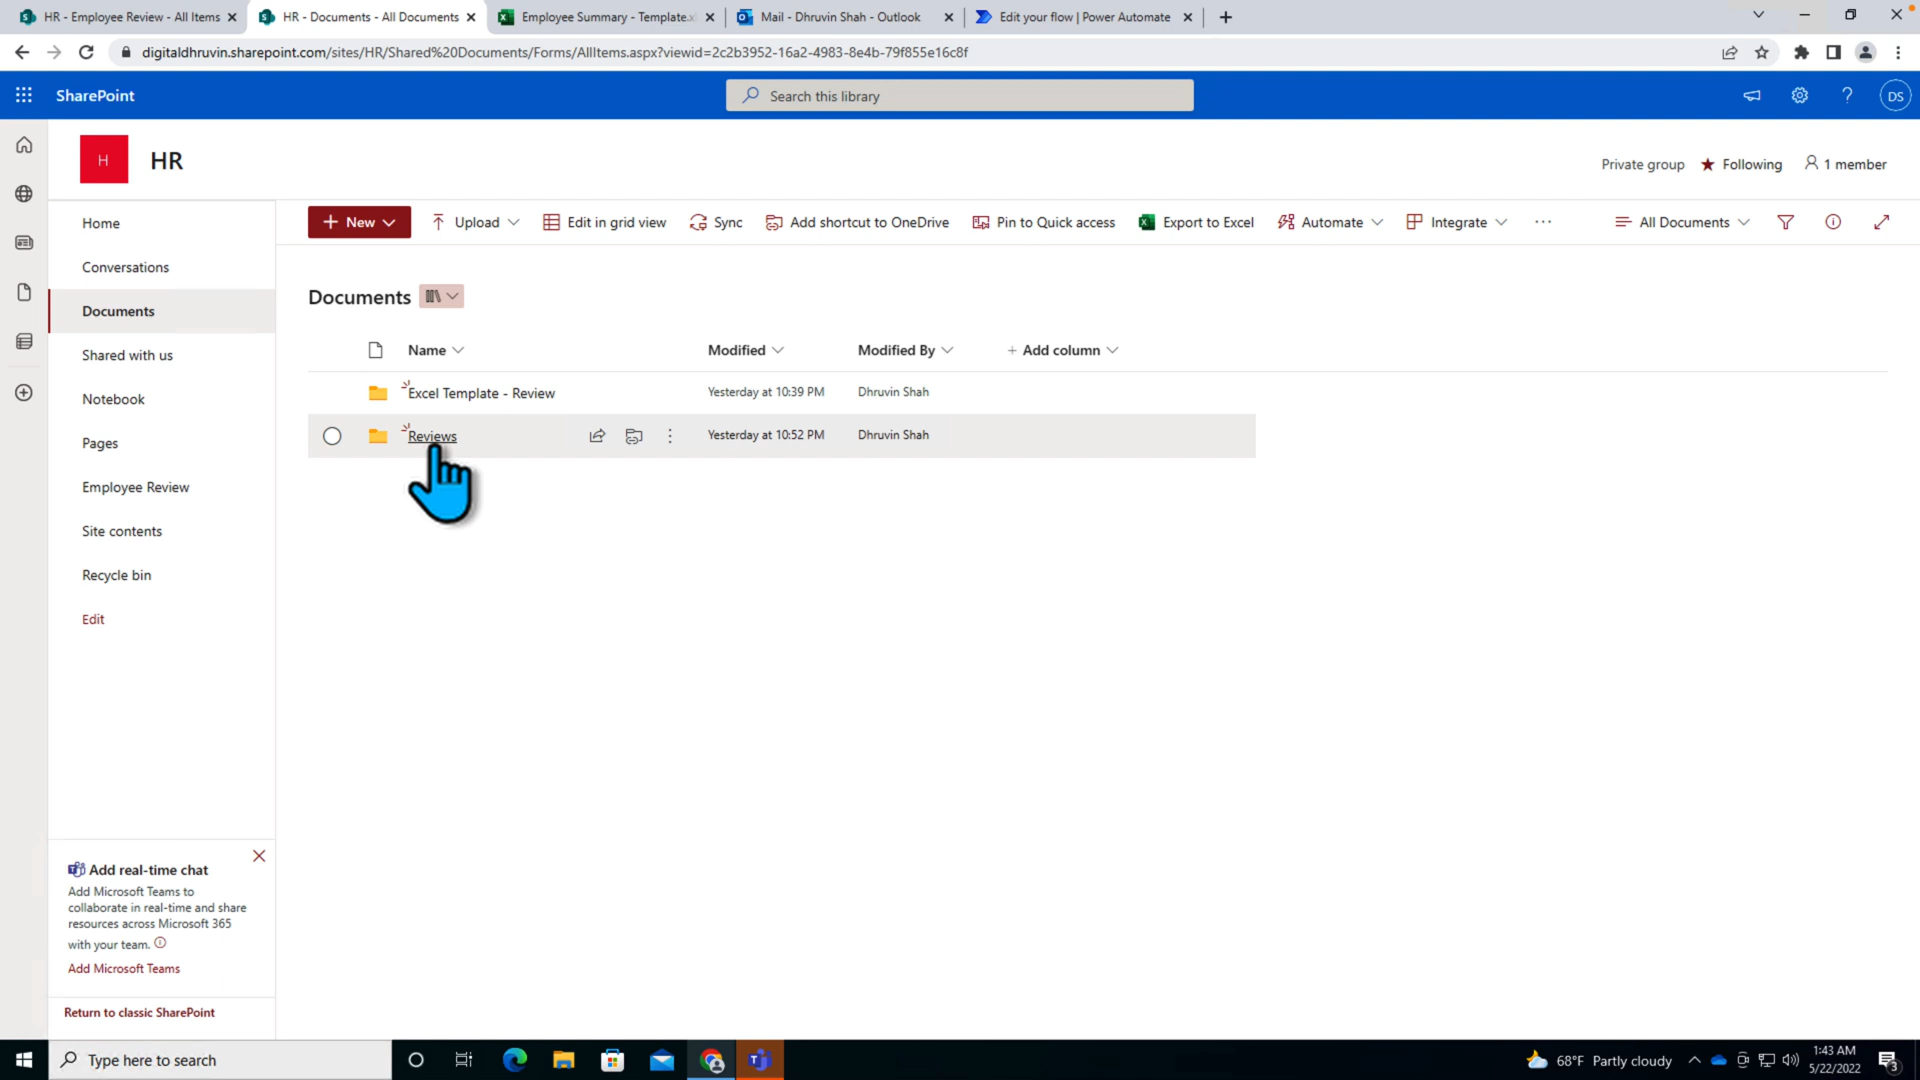 HR - Employee Review - All Items
HR - Documents - All Documents
Employee Summary - Template.x
Mail - Dhruvin Shah - Outlook
Edit your flow | Power Automate
digitaldhruvin.sharepoint.com/sites/HR/Shared%20Documents/Forms/AllItems.aspx?viewid=2c2b3952-16a2-4983-8e4b-79f855e16c8f
SharePoint
Search this library
DS
H
HR
Private group
Following
1 member
Home
Conversations
Documents
Shared with us
Notebook
Pages
Employee Review
Site contents
Recycle bin
Edit
New
Upload
Edit in grid view
Sync
Add shortcut to OneDrive
Pin to Quick access
Export to Excel
Automate
Integrate
All Documents
Documents
Name
Modified
Modified By
Add column
Excel Template - Review
Yesterday at 10:39 PM
Dhruvin Shah
Reviews
Yesterday at 10:52 PM
Dhruvin Shah
Add real-time chat
Add Microsoft Teams to
collaborate in real-time and share
resources across Microsoft 365
with your team.
Add Microsoft Teams
Return to classic SharePoint
Type here to search
68°F Partly cloudy
1:43 AM
5/22/2022
3